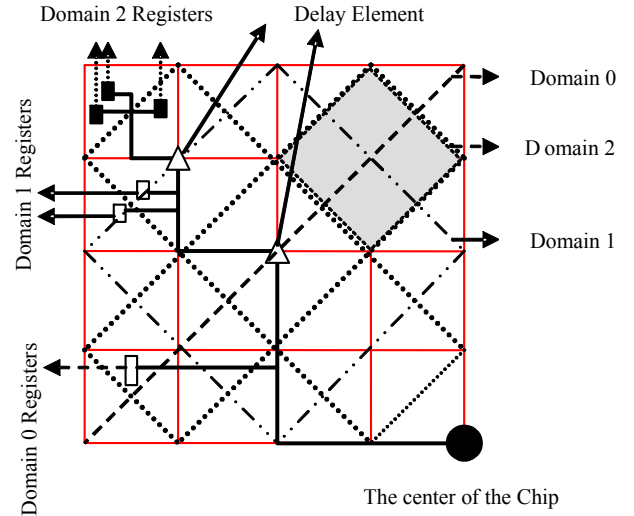 Domain 2 Registers
Delay Element
Domain 0
D omain 2
Domain 1
Domain 1 Registers
Domain 0 Registers
The center of the Chip